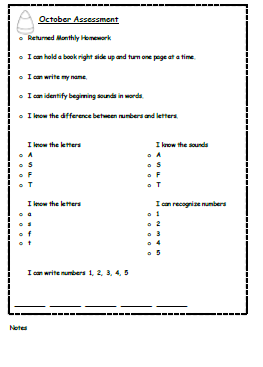 October Assessment
Returned Monthly Homework
I can hold a book right side up and turn one page at a time.
I can write my name.
I can identify beginning sounds in words.
I know the difference between numbers and letters.
I know the letters
A
S
F
T
I know the sounds
A
S
F
T
I know the letters
a
s
f
t
I can recognize numbers
1
2
3
4
5
I can write numbers 1, 2, 3, 4, 5
Notes